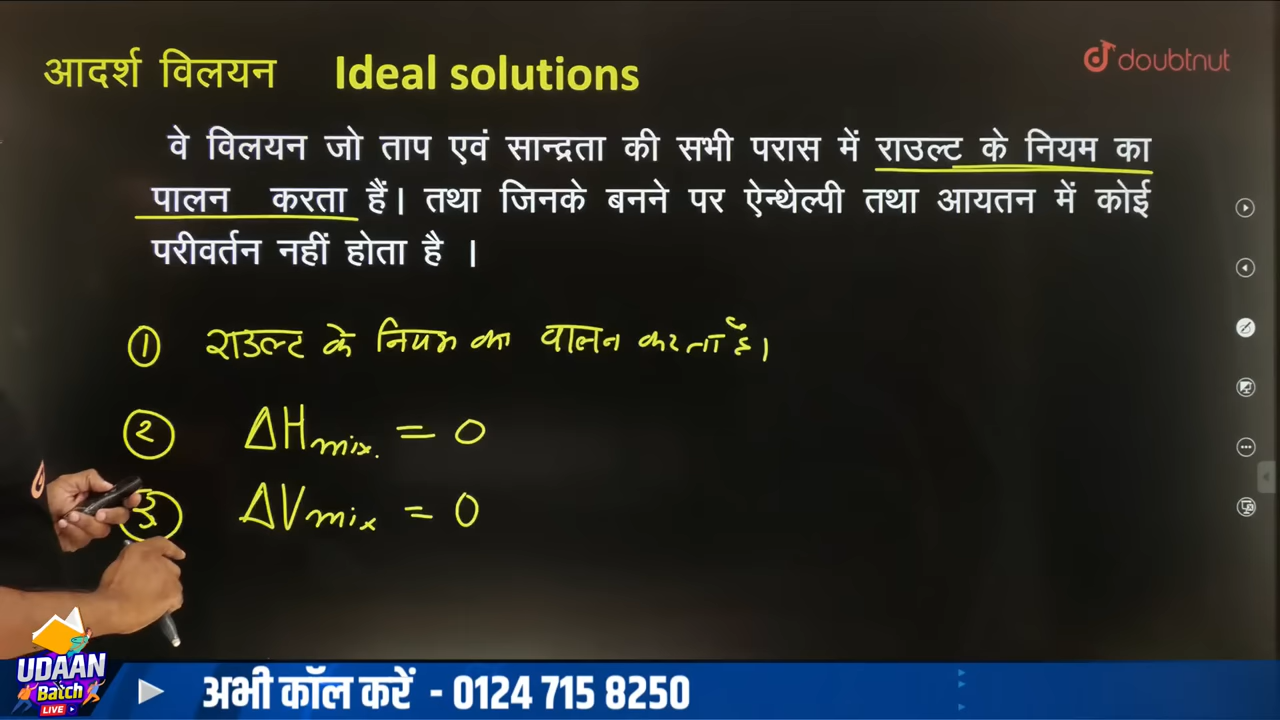 आदर्श विलयन Ideal solutions
doubtnut
वे विलयन जो ताप एवं सान्द्रता की सभी परास में राउल्ट के नियम का
पालन करता हैं। तथा जिनके बनने पर ऐन्थेल्पी तथा आयतन में कोई
परीवर्तन नहीं होता है ।
① राउल्ट के नियम का पालन करता है।
② ΔHmix. = 0
③ ΔVmix = 0
UDAAN
Batch
LIVE
अभी कॉल करें - 0124 715 8250